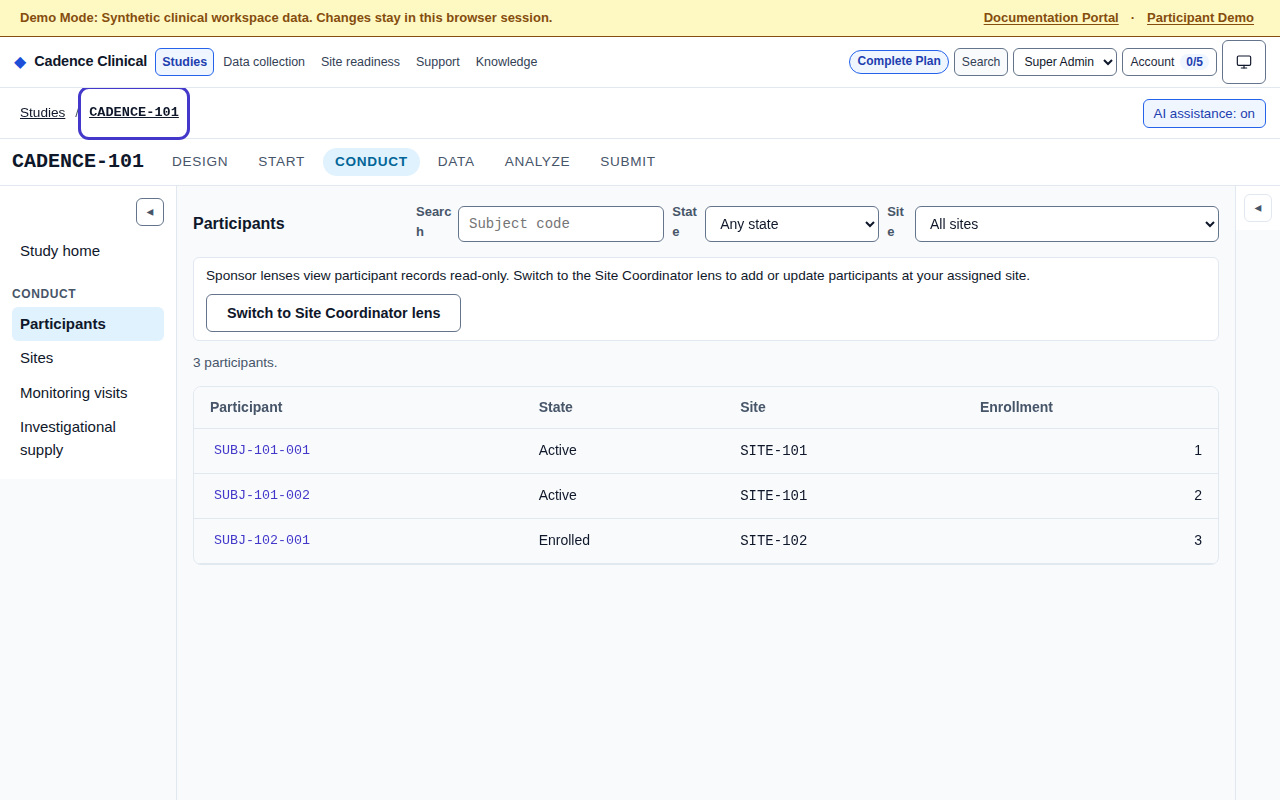 Demo Mode: Synthetic clinical workspace data. Changes stay in this browser session.
Documentation Portal · Participant Demo
Cadence Clinical Studies Data collection Site readiness Support Knowledge Complete Plan Search Super Admin Account 0/5
Studies / CADENCE-101 AI assistance: on
CADENCE-101 DESIGN START CONDUCT DATA ANALYZE SUBMIT
Study home
CONDUCT
Participants
Sites
Monitoring visits
Investigational
supply
Participants Search Subject code State Any state Site All sites
Sponsor lenses view participant records read-only. Switch to the Site Coordinator lens to add or update participants at your assigned site.
Switch to Site Coordinator lens
3 participants.
Participant State Site Enrollment
SUBJ-101-001 Active SITE-101 1
SUBJ-101-002 Active SITE-101 2
SUBJ-102-001 Enrolled SITE-102 3